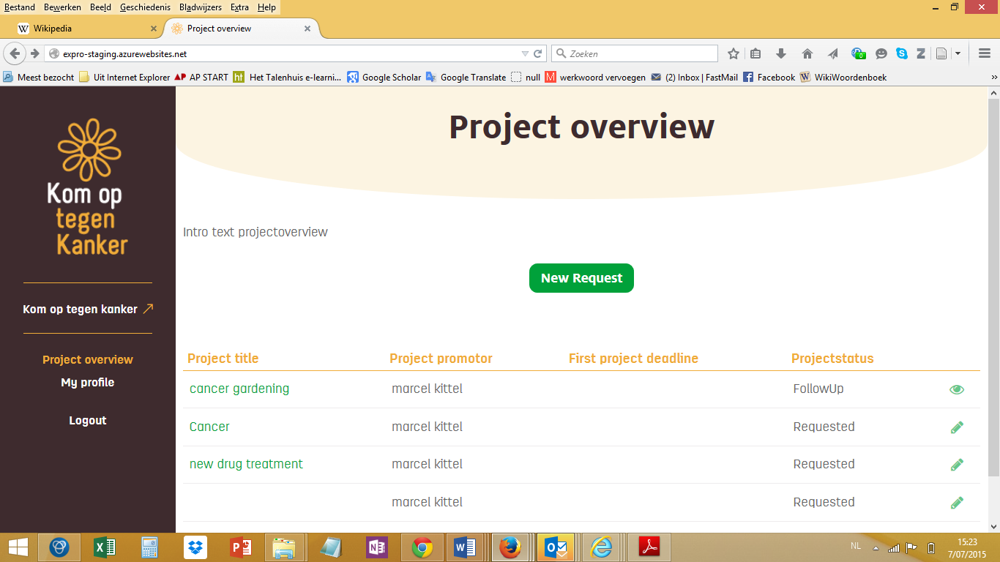 Bestand Bewerken Beeld Geschiedenis Bladwijzers Extra Help
W Wikipedia Project overview
expro-staging.azurewebsites.net Zoeken
Meest bezocht Uit Internet Explorer AP AP START ht Het Talenhuis e-learni... g Google Scholar Google Translate null M werkwoord vervoegen (2) Inbox | FastMail f Facebook W WikiWoordenboek »
Project overview
Kom op
tegen
Kanker
Intro text projectoverview
New Request
Kom op tegen kanker
Project overview
My profile
Logout
Project title Project promotor First project deadline Projectstatus
cancer gardening marcel kittel FollowUp
Cancer marcel kittel Requested
new drug treatment marcel kittel Requested
marcel kittel Requested
NL 15:23
7/07/2015